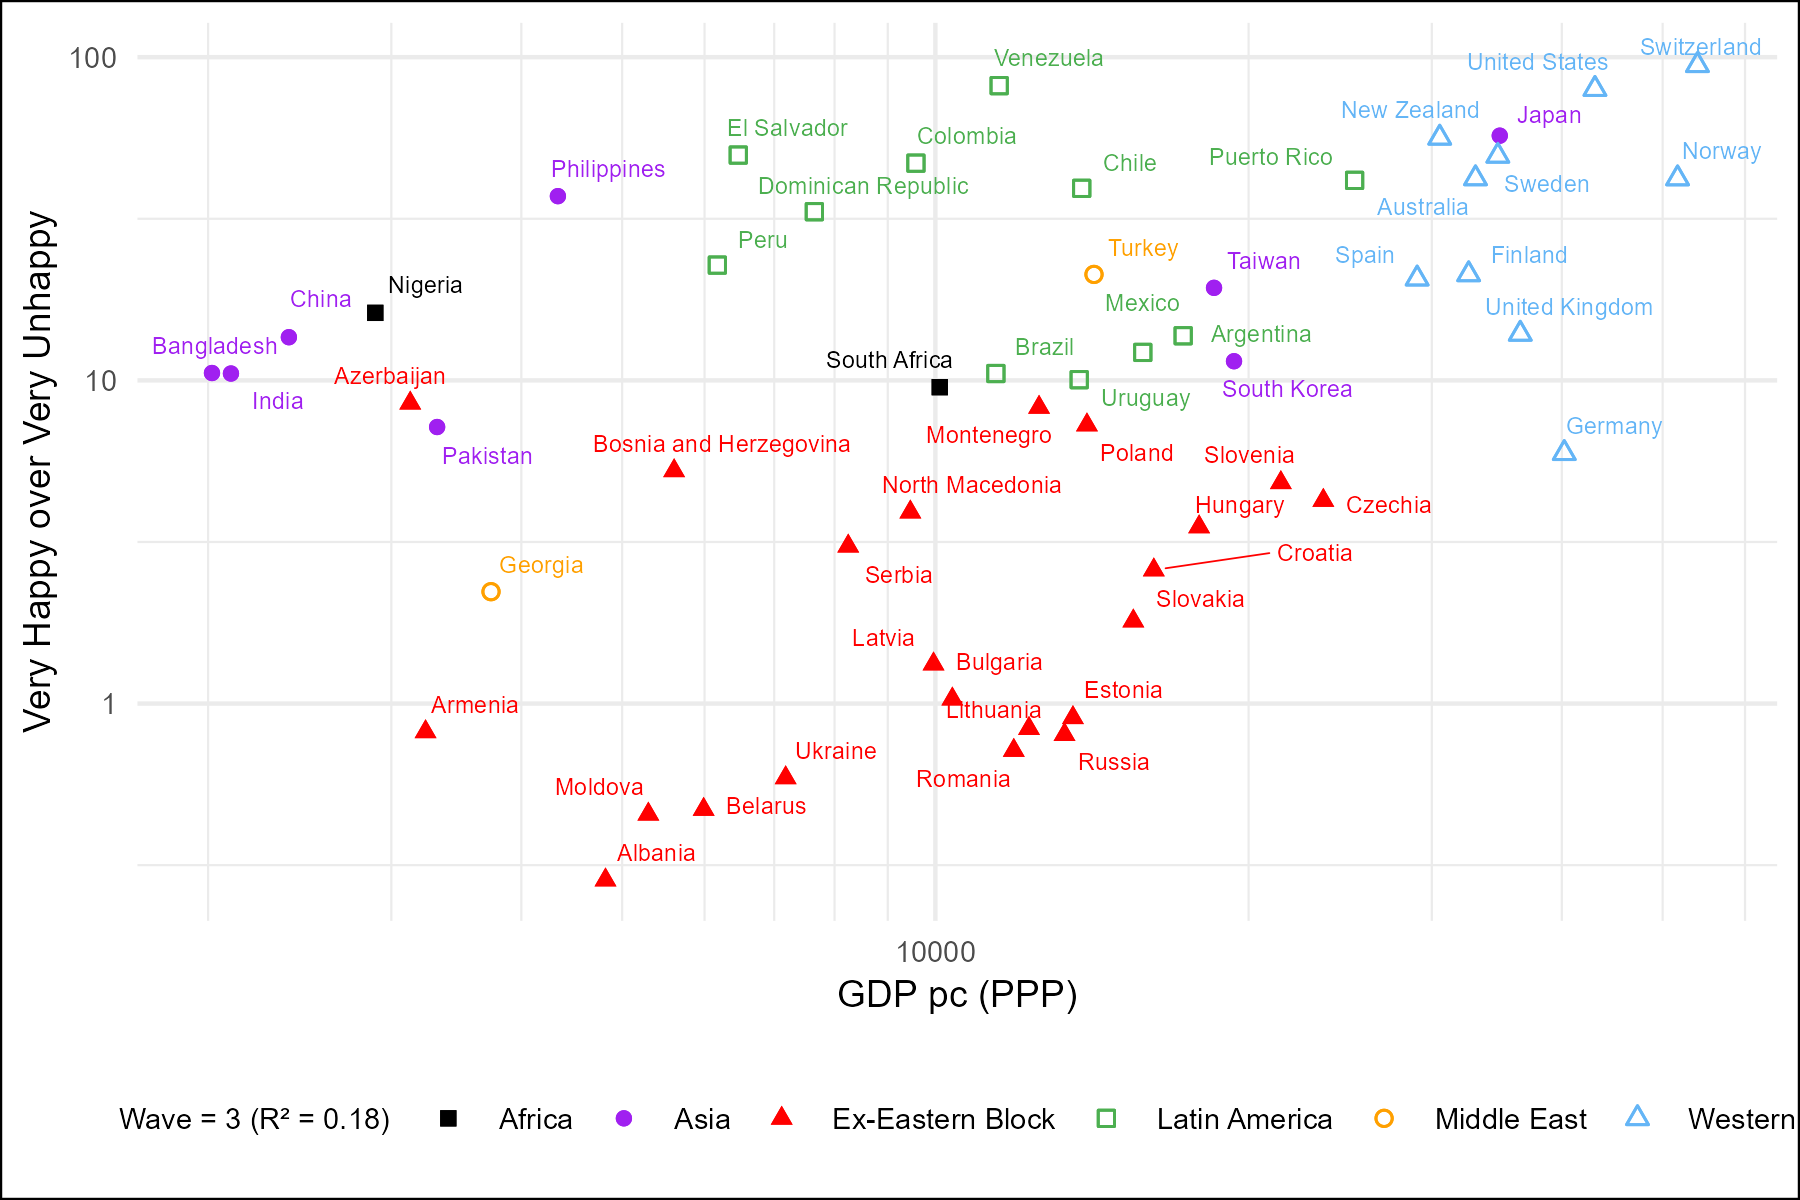 100
10
1
Very Happy over Very Unhappy
Switzerland
Venezuela
United States
New Zealand
Japan
El Salvador
Colombia
Norway
Puerto Rico
Chile
Philippines
Sweden
Dominican Republic
Australia
Peru
Turkey
Spain
Finland
Taiwan
Nigeria
China
Mexico
United Kingdom
Argentina
Bangladesh
Brazil
South Africa
Azerbaijan
South Korea
Uruguay
India
Germany
Montenegro
Bosnia and Herzegovina
Poland
Slovenia
Pakistan
North Macedonia
Hungary
Czechia
Croatia
Georgia
Serbia
Slovakia
Latvia
Bulgaria
Estonia
Armenia
Lithuania
Ukraine
Russia
Romania
Moldova
Belarus
Albania
10000
GDP pc (PPP)
Wave = 3 (R² = 0.18) Africa Asia Ex-Eastern Block Latin America Middle East Western